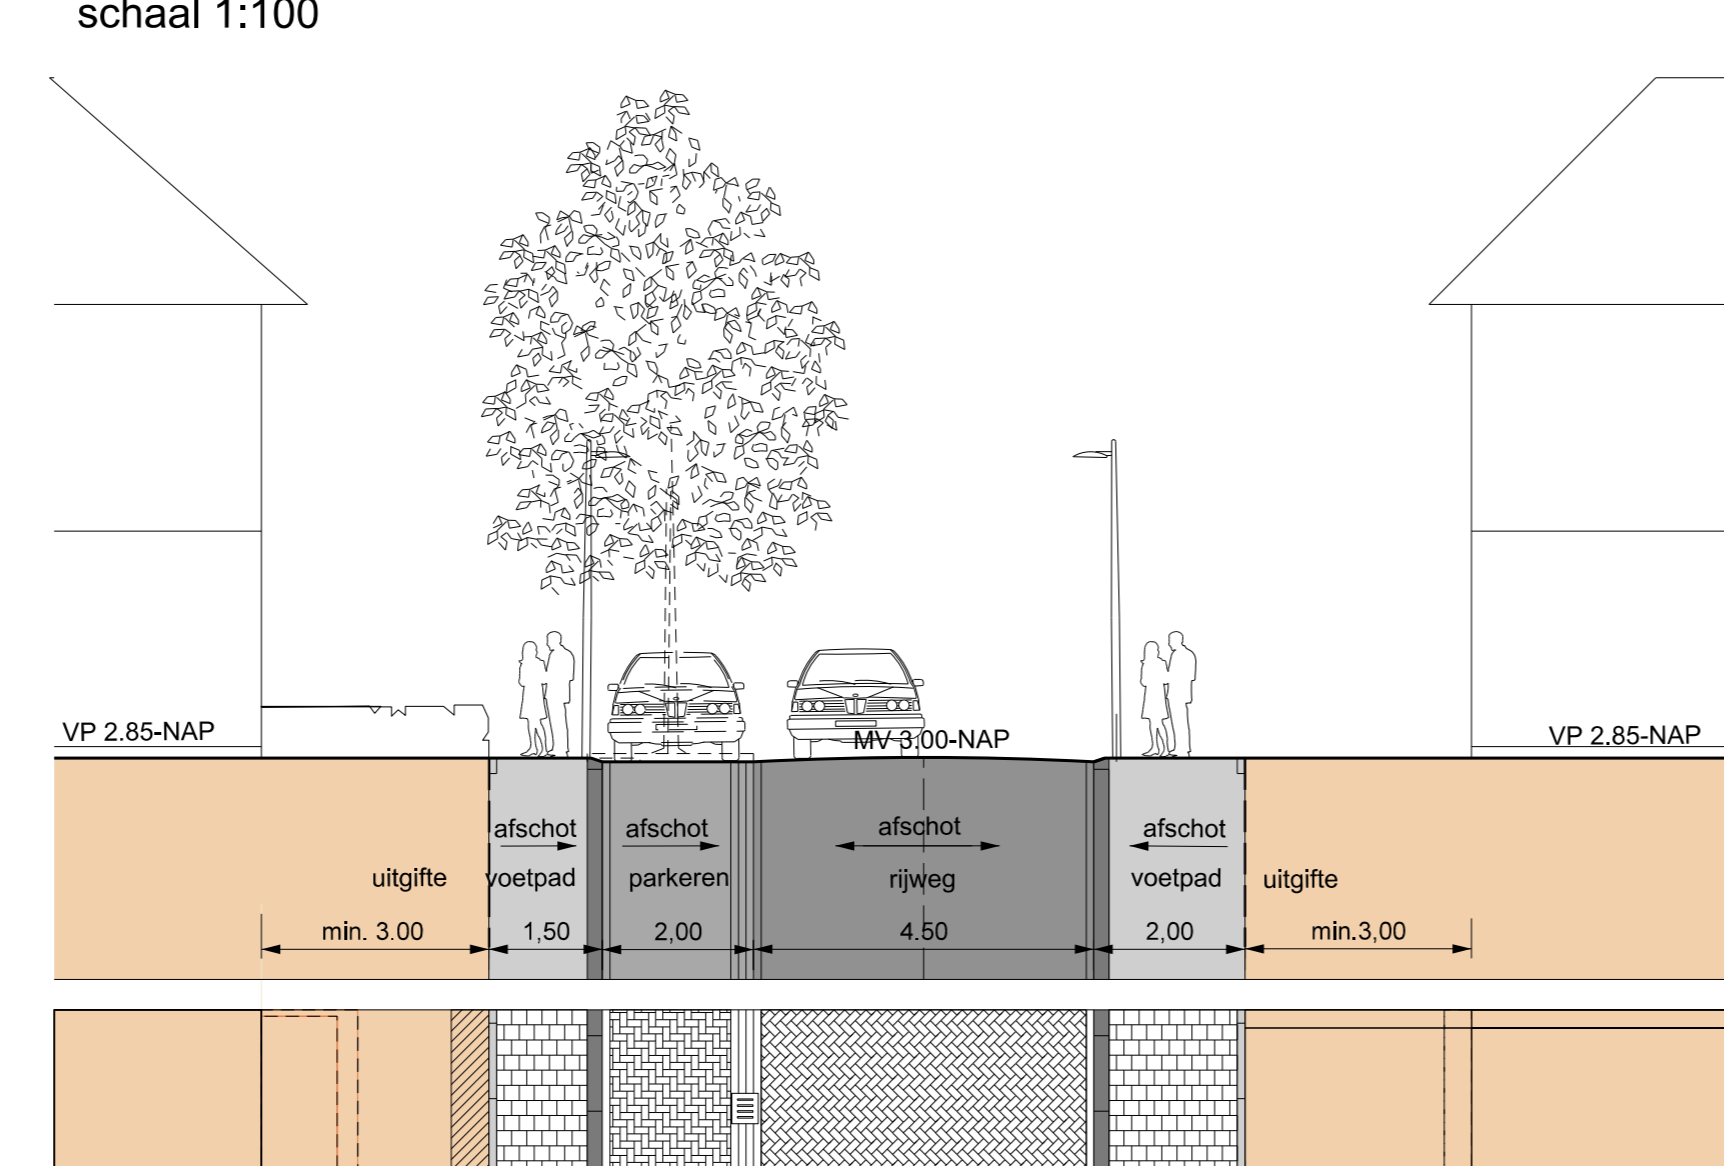 schaal 1:100
VP 2.85-NAP
MV 3.00-NAP
VP 2.85-NAP
afschot
afschot
afschot
afschot
uitgifte
voetpad
parkeren
rijweg
voetpad
uitgifte
min. 3.00
1,50
2,00
4.50
2,00
min.3,00